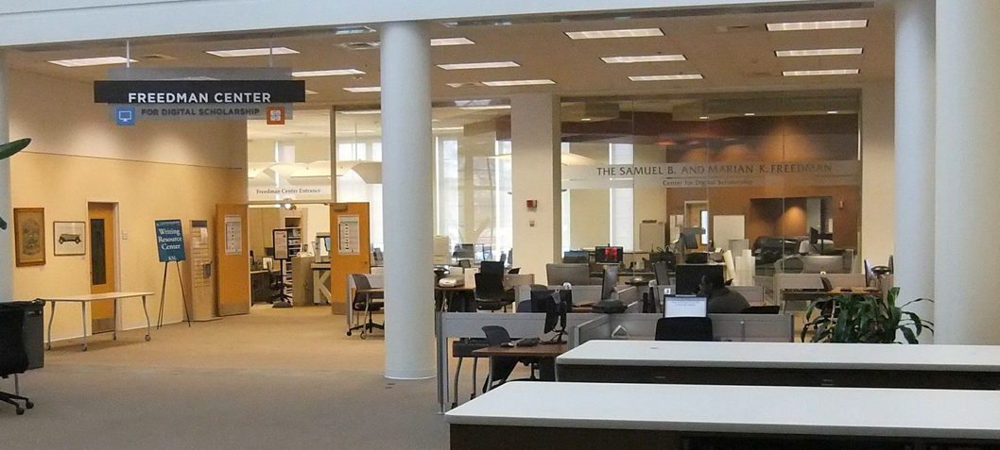 FREEDMAN CENTER
FOR DIGITAL SCHOLARSHIP
THE SAMUEL B. AND MARIAN K. FREEDMAN
Center for Digital Scholarship
Freedman Center Entrance
Writing
Resource
Center
KSL